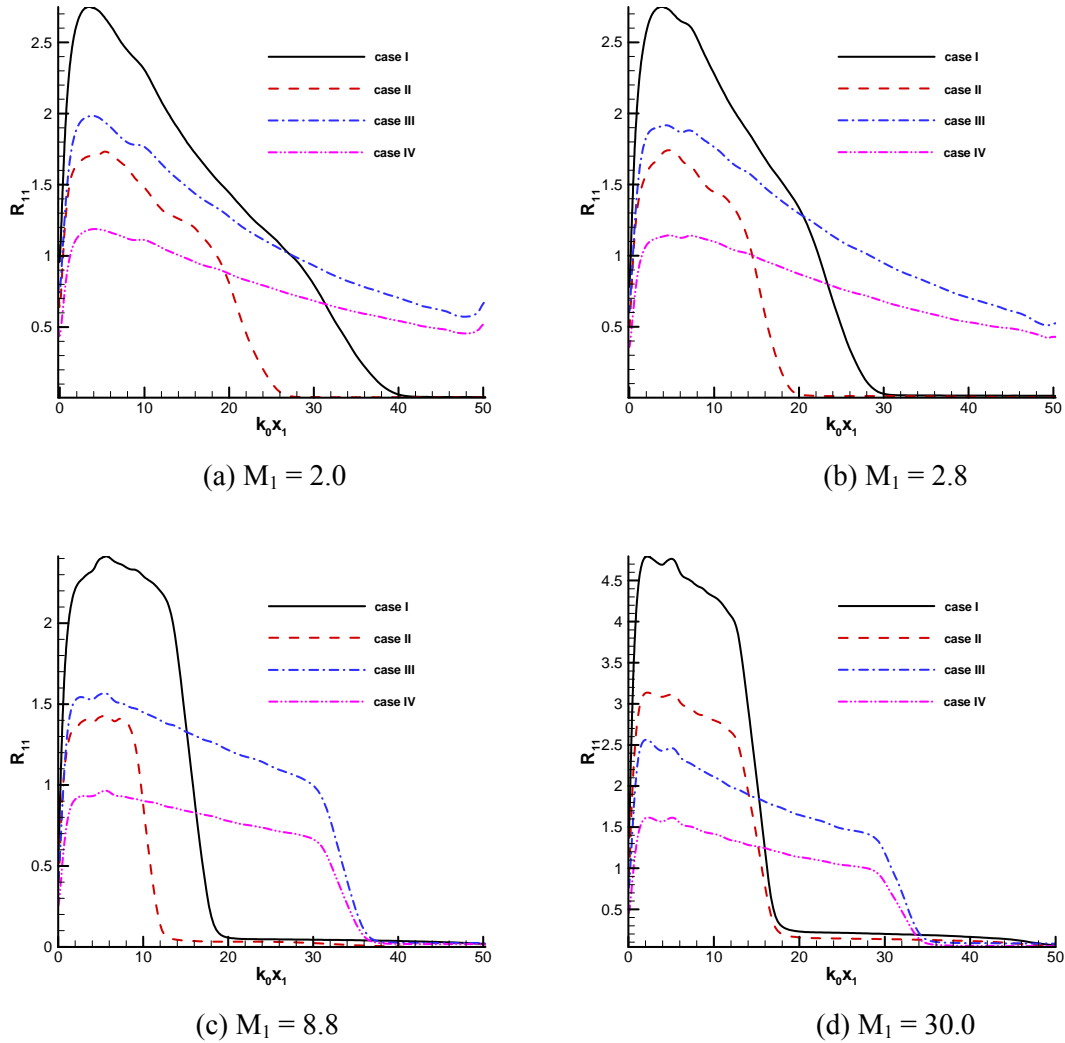 2.5
2
1.5
1
0.5
R₁₁
case I
case II
case III
case IV
0 10 20 30 40 50
k₀x₁
(a) M₁ = 2.0
2.5
2
1.5
1
0.5
R₁₁
case I
case II
case III
case IV
0 10 20 30 40 50
k₀x₁
(b) M₁ = 2.8
2
1.5
1
0.5
0
R₁₁
case I
case II
case III
case IV
0 10 20 30 40 50
k₀x₁
(c) M₁ = 8.8
4.5
4
3.5
3
2.5
2
1.5
1
0.5
R₁₁
case I
case II
case III
case IV
0 10 20 30 40 50
k₀x₁
(d) M₁ = 30.0